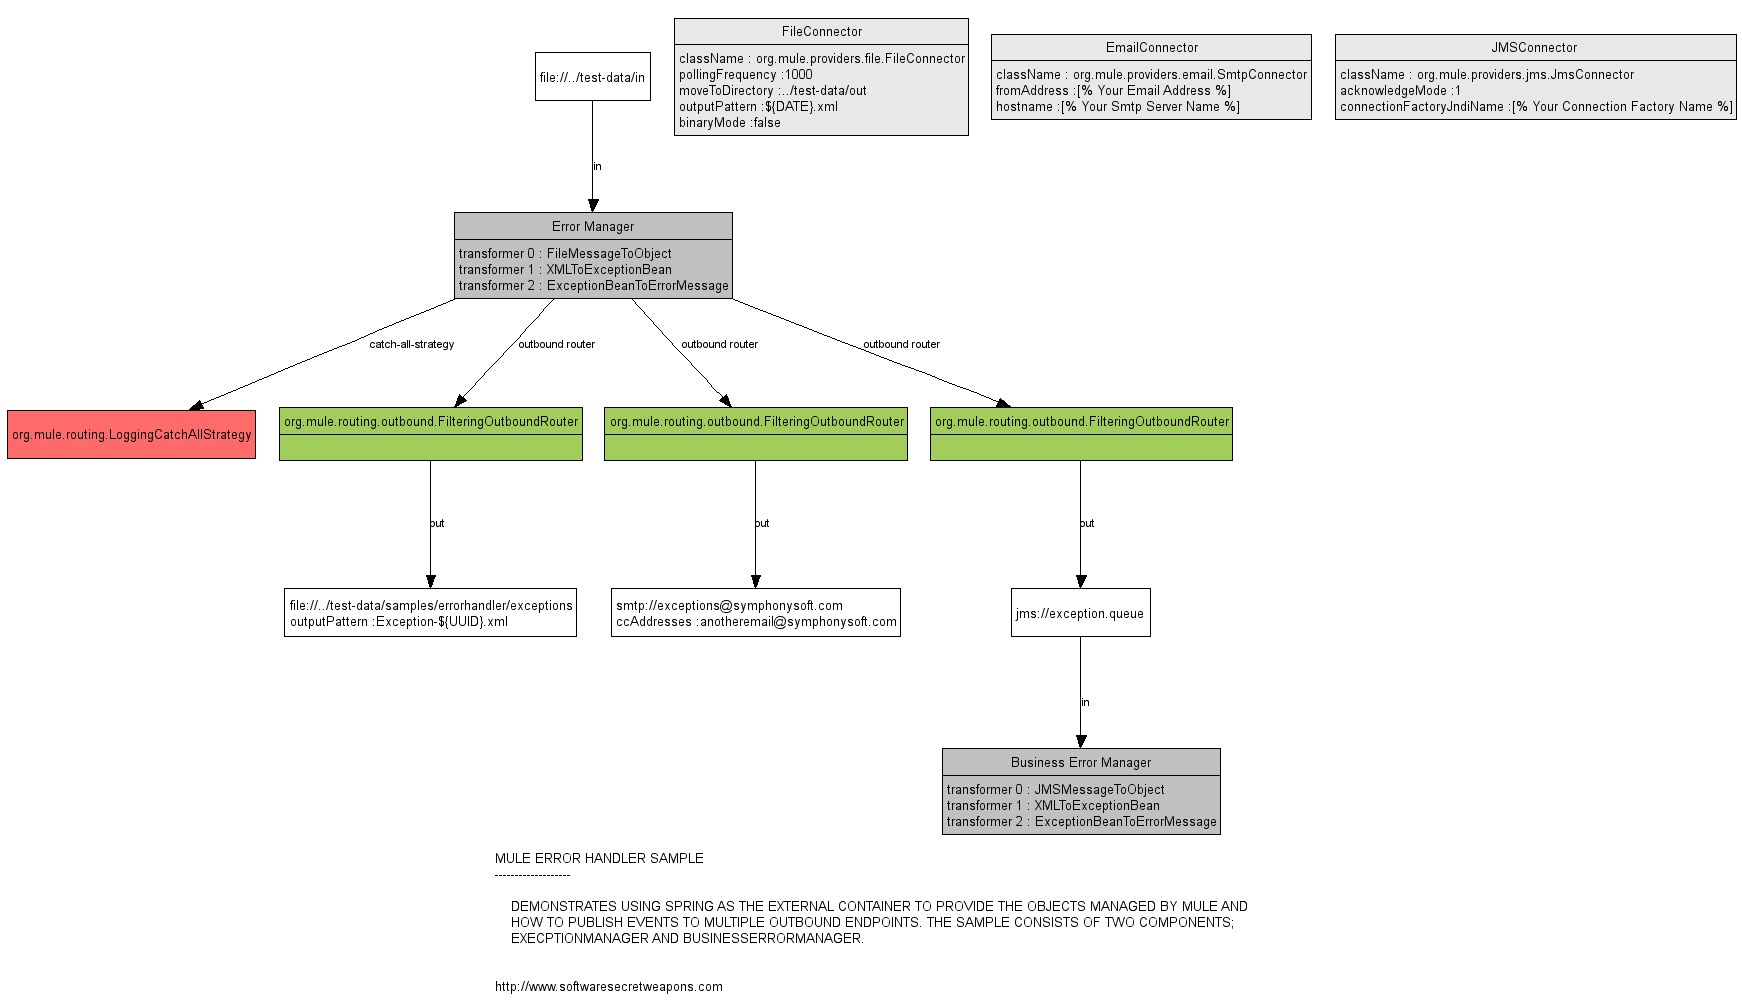 FileConnector
className : org.mule.providers.file.FileConnector
pollingFrequency :1000
moveToDirectory :../test-data/out
outputPattern :${DATE}.xml
binaryMode :false
EmailConnector
className : org.mule.providers.email.SmtpConnector
fromAddress :[% Your Email Address %]
hostname :[% Your Smtp Server Name %]
JMSConnector
className : org.mule.providers.jms.JmsConnector
acknowledgeMode :1
connectionFactoryJndiName :[% Your Connection Factory Name %]
file://../test-data/in
in
Error Manager
transformer 0 : FileMessageToObject
transformer 1 : XMLToExceptionBean
transformer 2 : ExceptionBeanToErrorMessage
catch-all-strategy
outbound router
outbound router
outbound router
org.mule.routing.LoggingCatchAllStrategy
org.mule.routing.outbound.FilteringOutboundRouter
org.mule.routing.outbound.FilteringOutboundRouter
org.mule.routing.outbound.FilteringOutboundRouter
out
out
out
file://../test-data/samples/errorhandler/exceptions
outputPattern :Exception-${UUID}.xml
smtp://exceptions@symphonysoft.com
ccAddresses :anotheremail@symphonysoft.com
jms://exception.queue
in
Business Error Manager
transformer 0 : JMSMessageToObject
transformer 1 : XMLToExceptionBean
transformer 2 : ExceptionBeanToErrorMessage
MULE ERROR HANDLER SAMPLE
-------------------
DEMONSTRATES USING SPRING AS THE EXTERNAL CONTAINER TO PROVIDE THE OBJECTS MANAGED BY MULE AND
HOW TO PUBLISH EVENTS TO MULTIPLE OUTBOUND ENDPOINTS. THE SAMPLE CONSISTS OF TWO COMPONENTS;
EXECPTIONMANAGER AND BUSINESSERRORMANAGER.
http://www.softwaresecretweapons.com